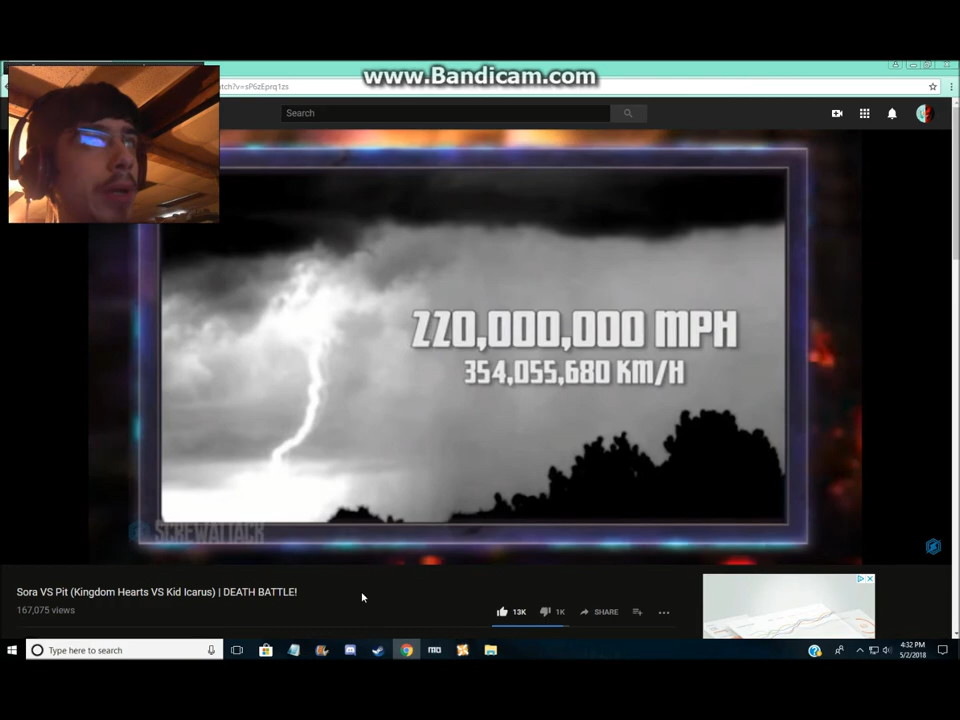 www.Bandicam.com
atch?v=sP6zEprq1zs
Search
220,000,000 MPH
354,055,680 KM/H
SCREWATTACK
Sora VS Pit (Kingdom Hearts VS Kid Icarus) | DEATH BATTLE!
167,075 views
13K
1K
SHARE
Type here to search
4:32 PM
5/2/2018